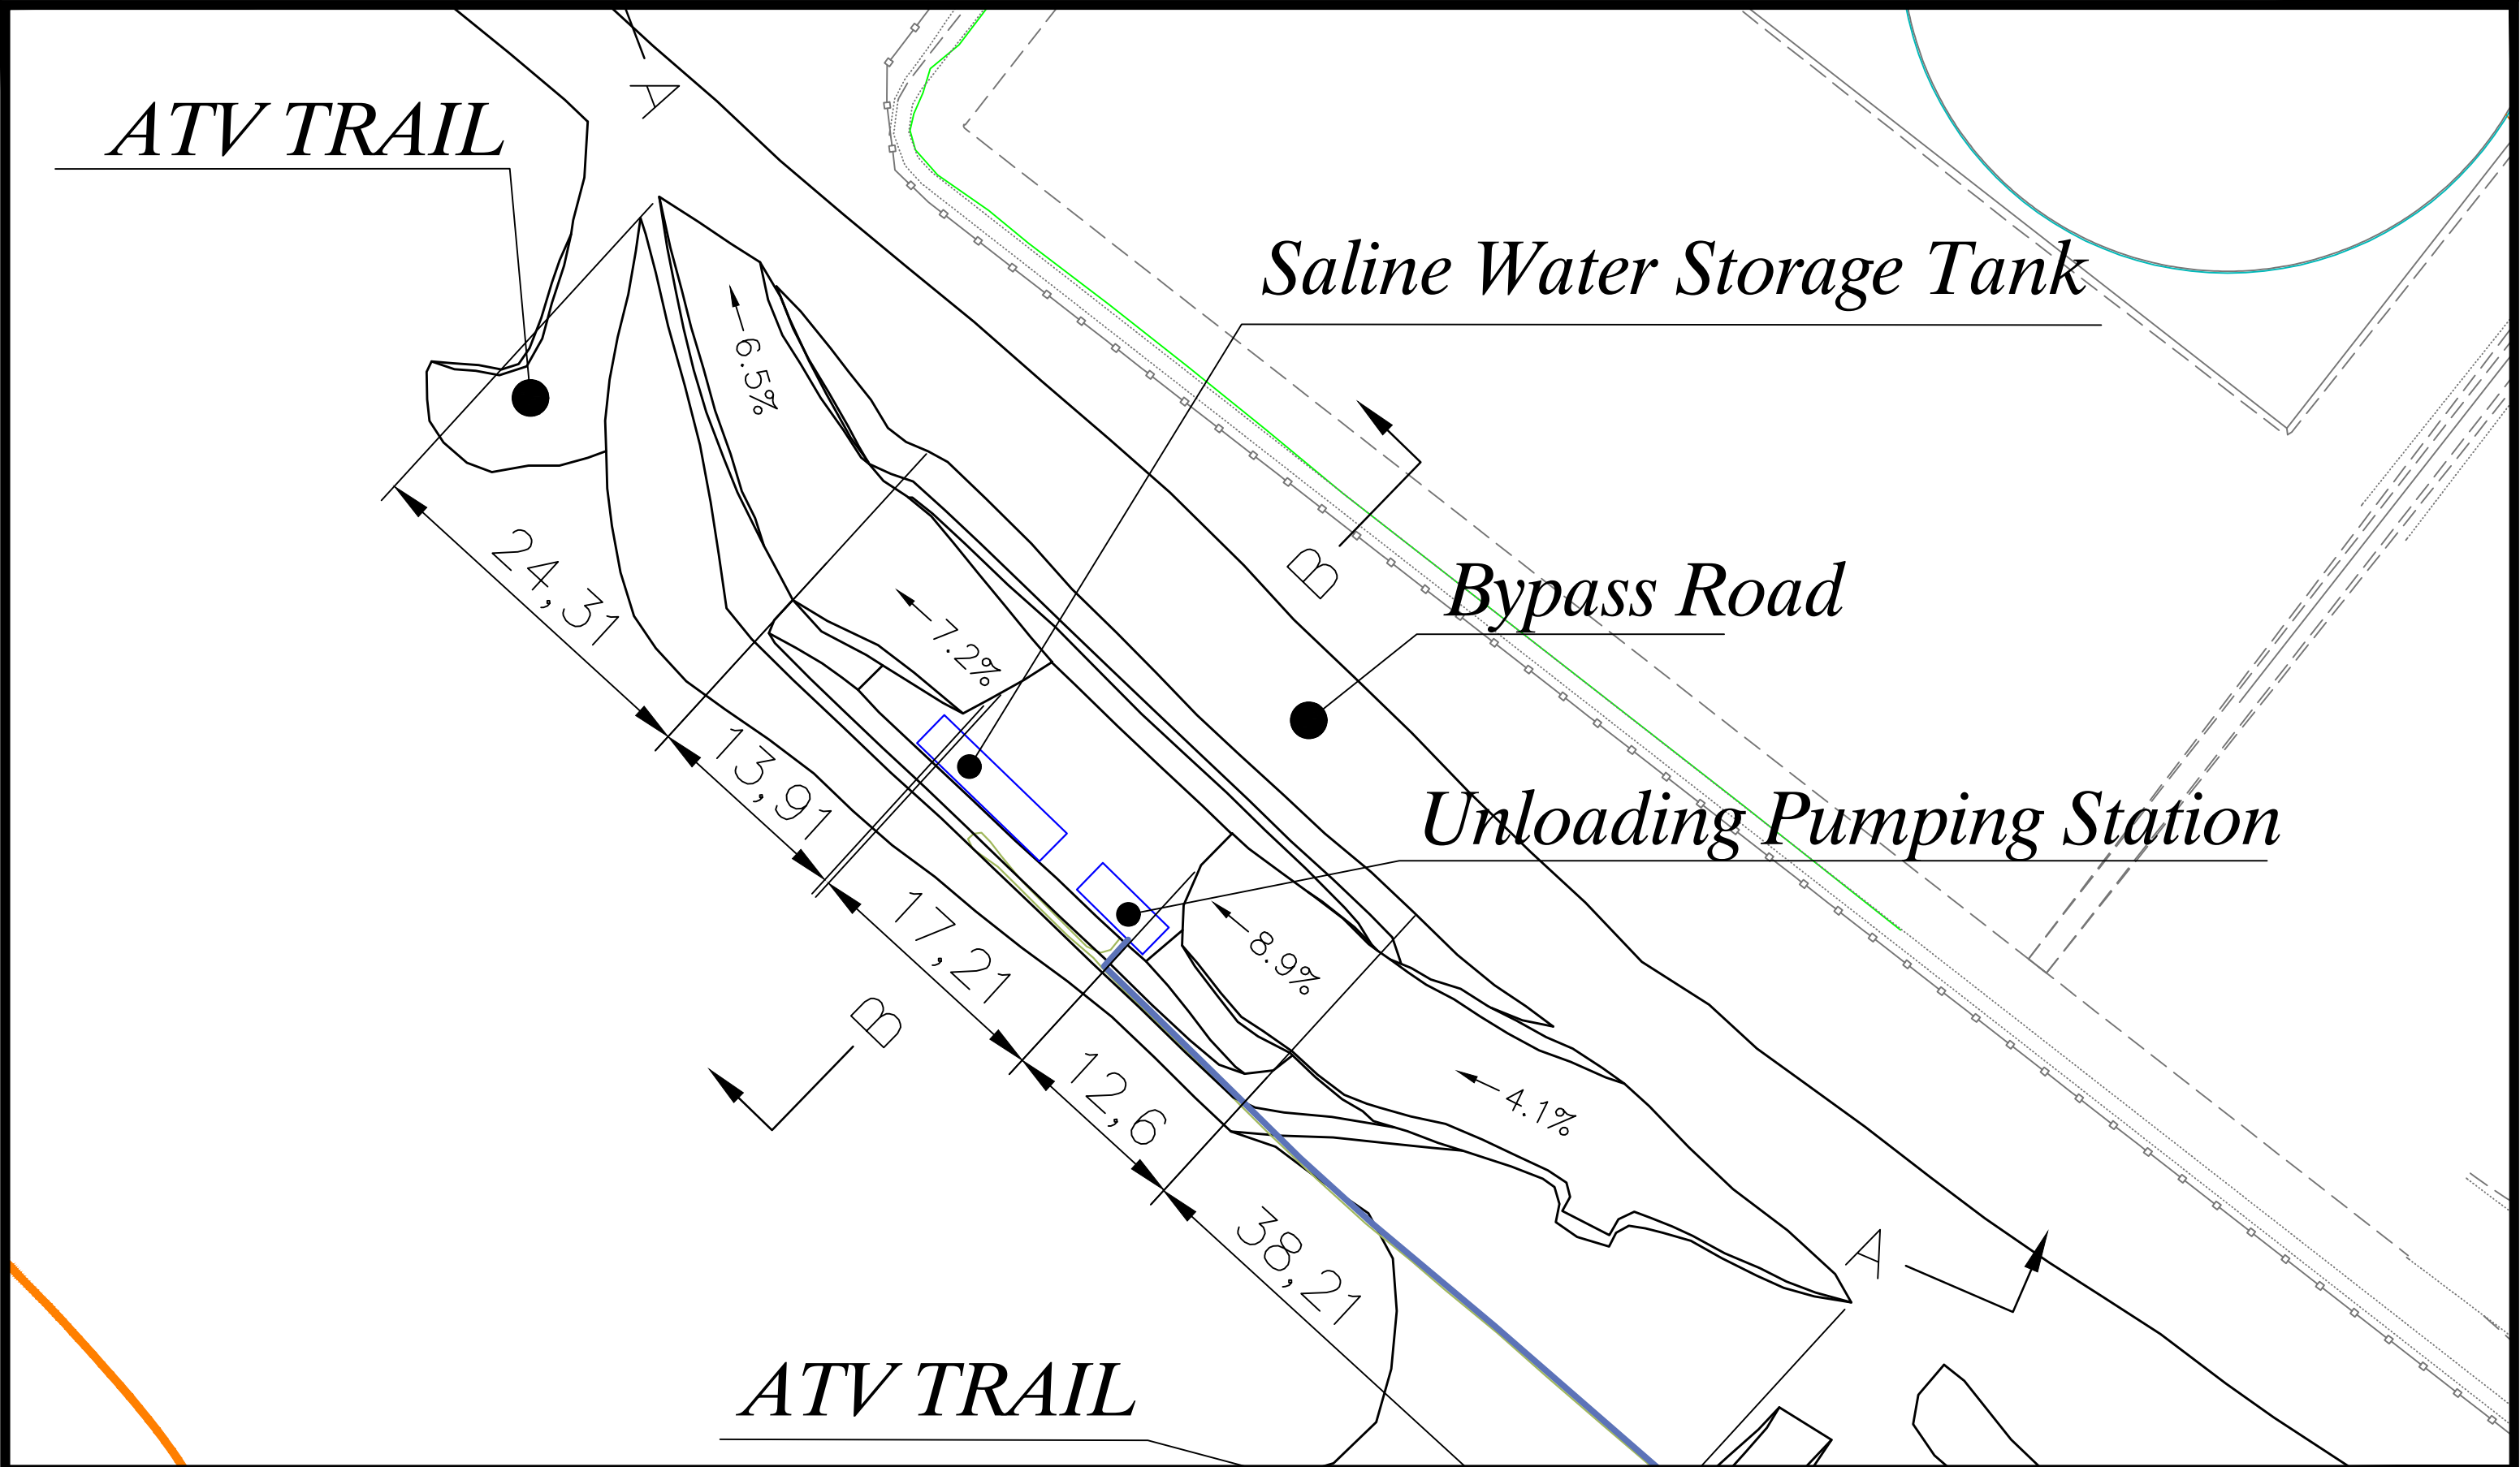 A
ATV TRAIL
Saline Water Storage Tank
6.5%
24,31
B
Bypass Road
7.2%
13,91
Unloading Pumping Station
17,21
8.9%
B
12,6
4.1%
38,21
A
ATV TRAIL